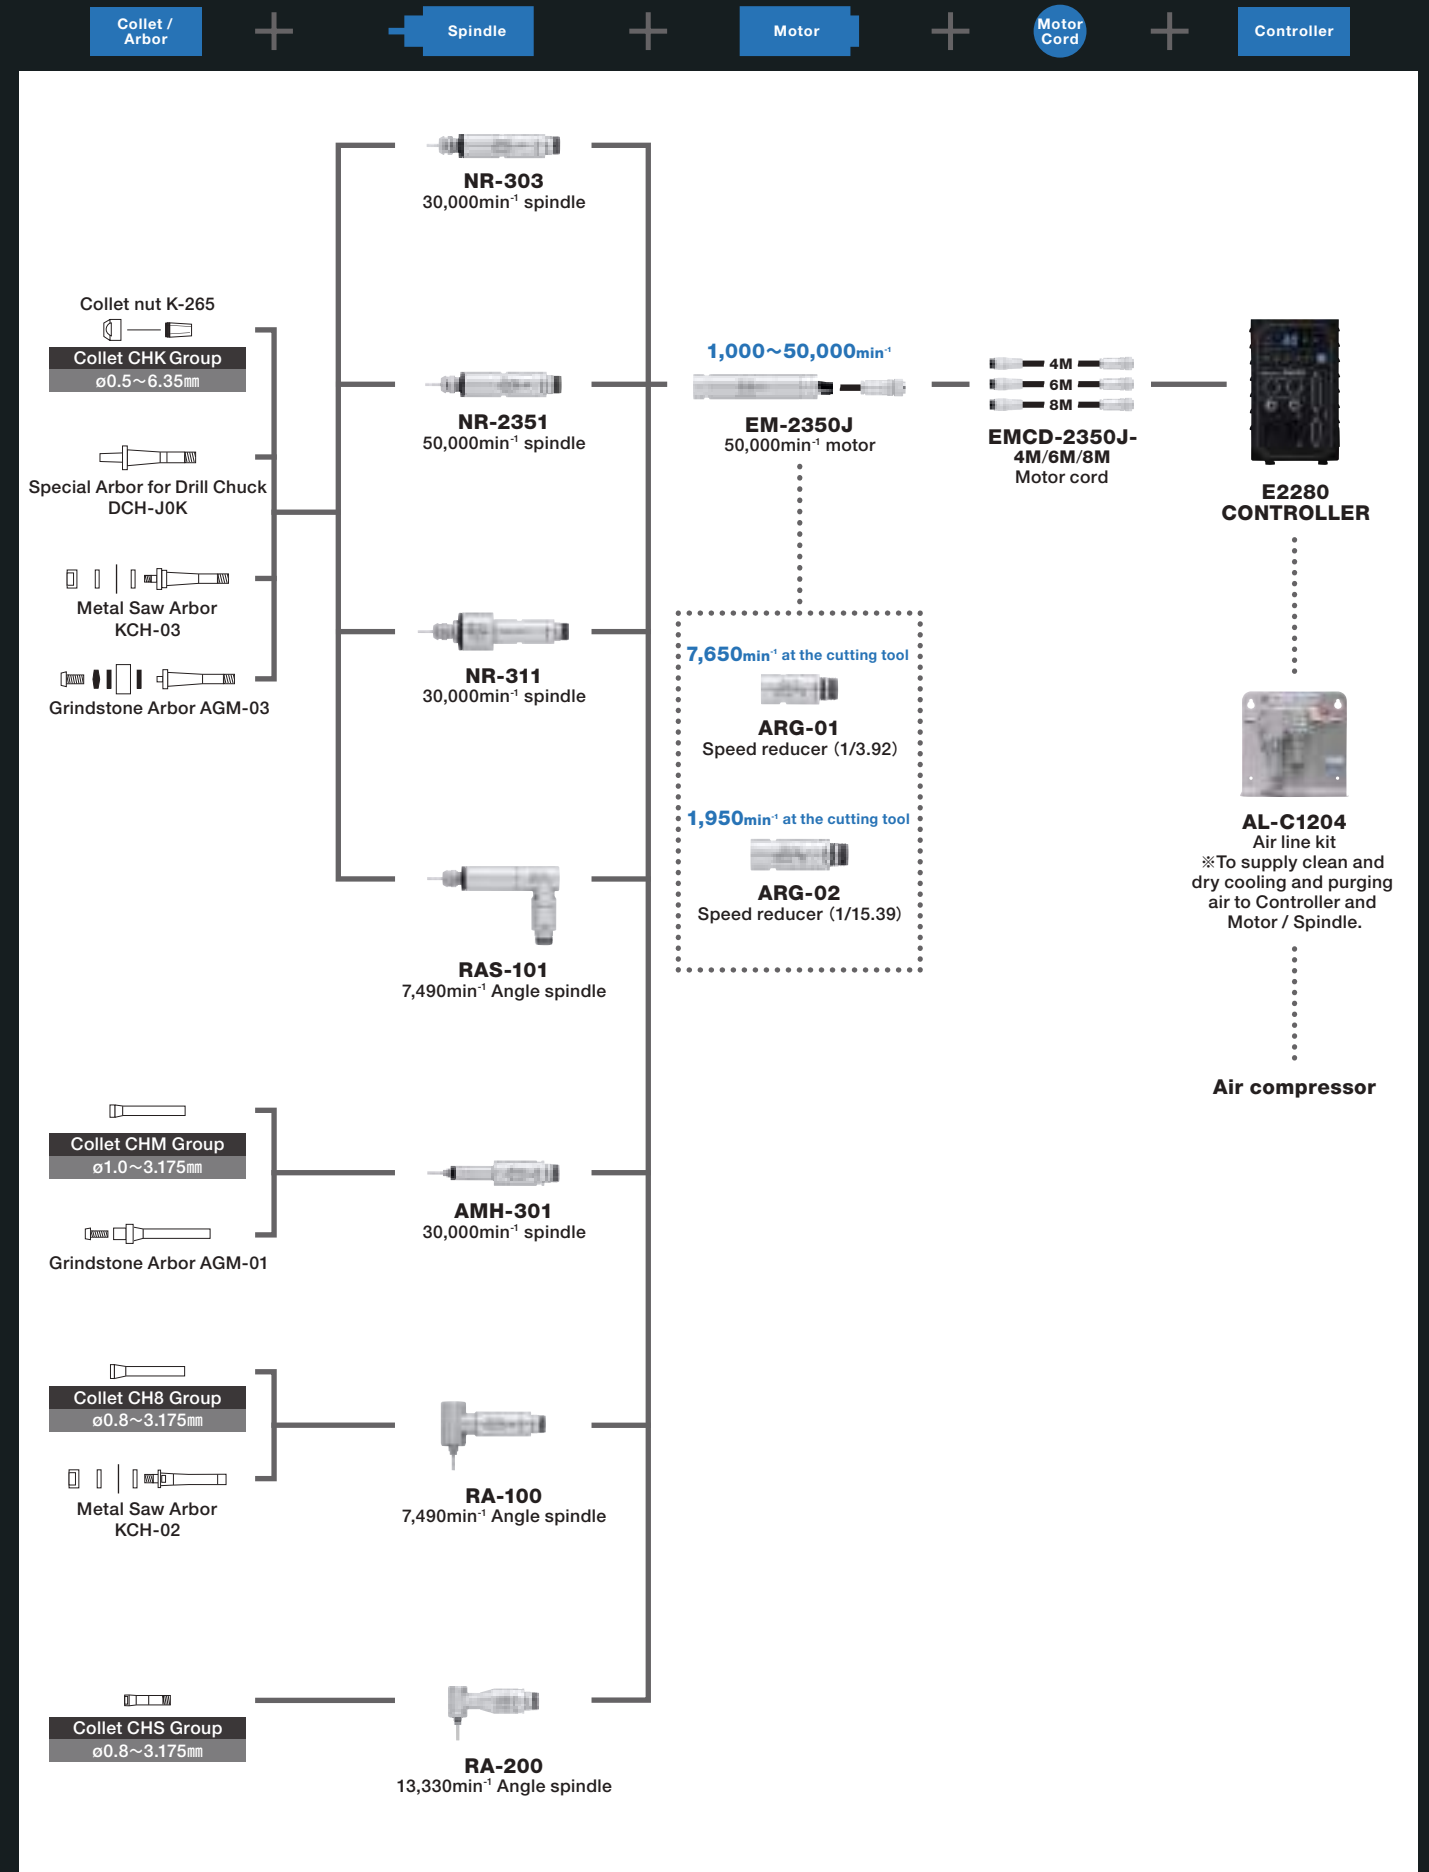 Collet /
Arbor
Spindle
Motor
Motor
Cord
Controller
NR-303
30,000min⁻¹ spindle
Collet nut K-265
Collet CHK Group
ø0.5～6.35㎜
NR-2351
50,000min⁻¹ spindle
1,000～50,000min⁻¹
EM-2350J
50,000min⁻¹ motor
4M
6M
8M
EMCD-2350J-
4M/6M/8M
Motor cord
E2280
CONTROLLER
Special Arbor for Drill Chuck
DCH-J0K
Metal Saw Arbor
KCH-03
Grindstone Arbor AGM-03
NR-311
30,000min⁻¹ spindle
7,650min⁻¹ at the cutting tool
ARG-01
Speed reducer（1/3.92）
1,950min⁻¹ at the cutting tool
ARG-02
Speed reducer（1/15.39）
AL-C1204
Air line kit
※To supply clean and
dry cooling and purging
air to Controller and
Motor / Spindle.
Air compressor
RAS-101
7,490min⁻¹ Angle spindle
Collet CHM Group
ø1.0～3.175㎜
Grindstone Arbor AGM-01
AMH-301
30,000min⁻¹ spindle
Collet CH8 Group
ø0.8～3.175㎜
Metal Saw Arbor
KCH-02
RA-100
7,490min⁻¹ Angle spindle
Collet CHS Group
ø0.8～3.175㎜
RA-200
13,330min⁻¹ Angle spindle